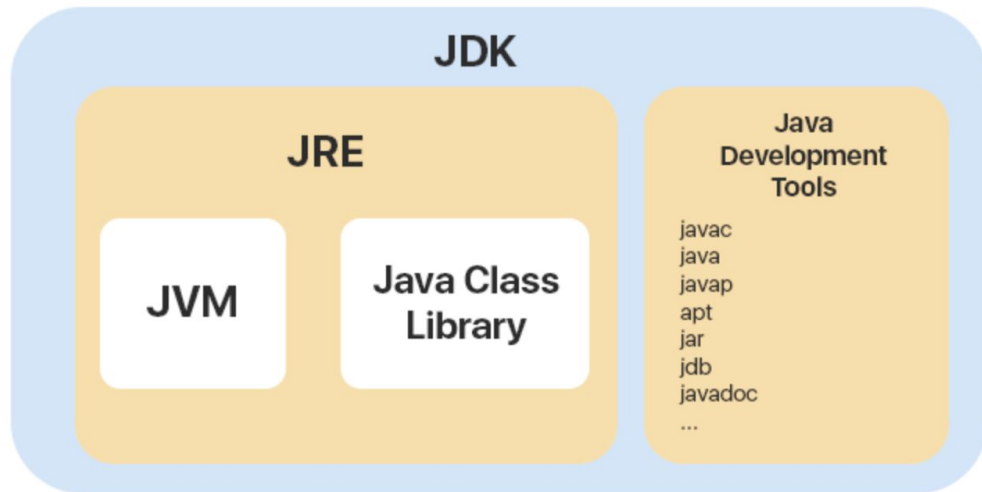 JDK
JRE
JVM
Java Class
Library
Java
Development
Tools
javac
java
javap
apt
jar
jdb
javadoc
...